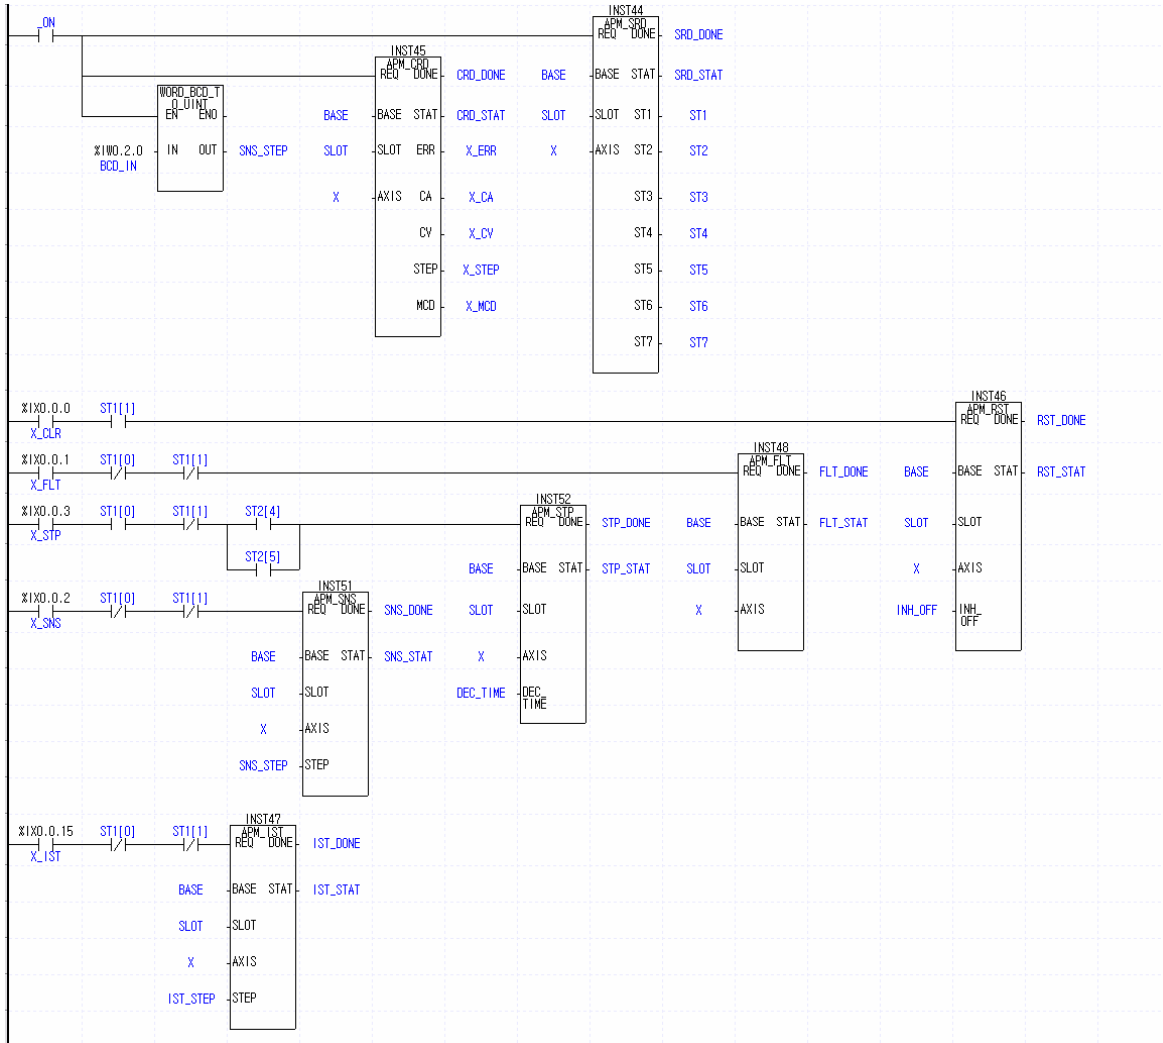 INST44
_ON
APM_SRD
REQ DONE SRD_DONE
INST45
APM_CRD
REQ DONE CRD_DONE BASE BASE STAT SRD_STAT
WORD_BCD_T
O_UINT
EN ENO BASE BASE STAT CRD_STAT SLOT SLOT ST1 ST1
%IW0.2.0 IN OUT SNS_STEP SLOT SLOT ERR X_ERR X AXIS ST2 ST2
BCD_IN
X AXIS CA X_CA ST3 ST3
CV X_CV ST4 ST4
STEP X_STEP ST5 ST5
MCD X_MCD ST6 ST6
ST7 ST7
INST46
%IX0.0.0 ST1[1] APM_RST
REQ DONE RST_DONE
X_CLR
INST48
%IX0.0.1 ST1[0] ST1[1] APM_FLT
REQ DONE FLT_DONE BASE BASE STAT RST_STAT
X_FLT
INST52
%IX0.0.3 ST1[0] ST1[1] ST2[4] APM_STP
REQ DONE STP_DONE BASE BASE STAT FLT_STAT SLOT SLOT
X_STP
ST2[5]
BASE BASE STAT STP_STAT SLOT SLOT X AXIS
INST51
%IX0.0.2 ST1[0] ST1[1] APM_SNS
REQ DONE SNS_DONE SLOT SLOT X AXIS INH_OFF INH_
OFF
X_SNS
BASE BASE STAT SNS_STAT X AXIS
SLOT SLOT DEC_TIME DEC_
TIME
X AXIS
SNS_STEP STEP
INST47
%IX0.0.15 ST1[0] ST1[1] APM_IST
REQ DONE IST_DONE
X_IST
BASE BASE STAT IST_STAT
SLOT SLOT
X AXIS
IST_STEP STEP